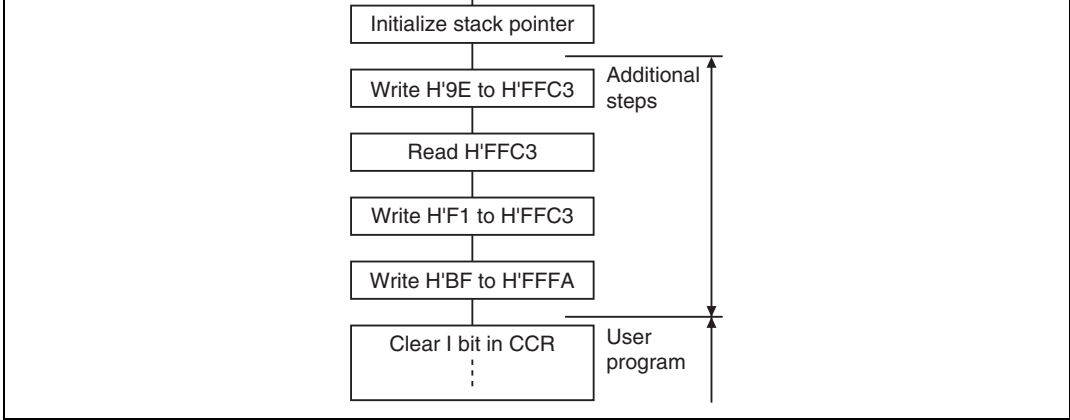 Initialize stack pointer
Additional
steps
Write H'9E to H'FFC3
Read H'FFC3
Write H'F1 to H'FFC3
Write H'BF to H'FFFA
Clear I bit in CCR
User
program